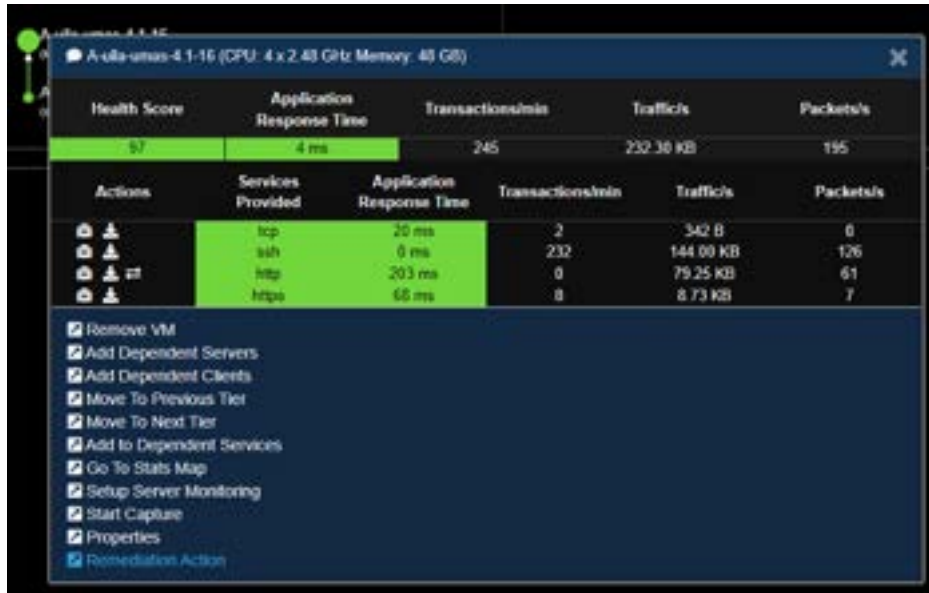 A-ulla-umas-4.1-16 (CPU: 4 x 2.48 GHz Memory: 48 GB)
Health Score Application Response Time Transactions/min Traffic/s Packets/s
97 4 ms 245 232.30 KB 195
Actions Services Provided Application Response Time Transactions/min Traffic/s Packets/s
tcp 20 ms 2 342 B 0
ssh 0 ms 232 144.00 KB 126
http 203 ms 79.25 KB 61
https 68 ms 8 8.73 KB 7
Remove VM
Add Dependent Servers
Add Dependent Clients
Move To Previous Tier
Move To Next Tier
Add to Dependent Services
Go To Stats Map
Setup Server Monitoring
Start Capture
Properties
Remediation Action